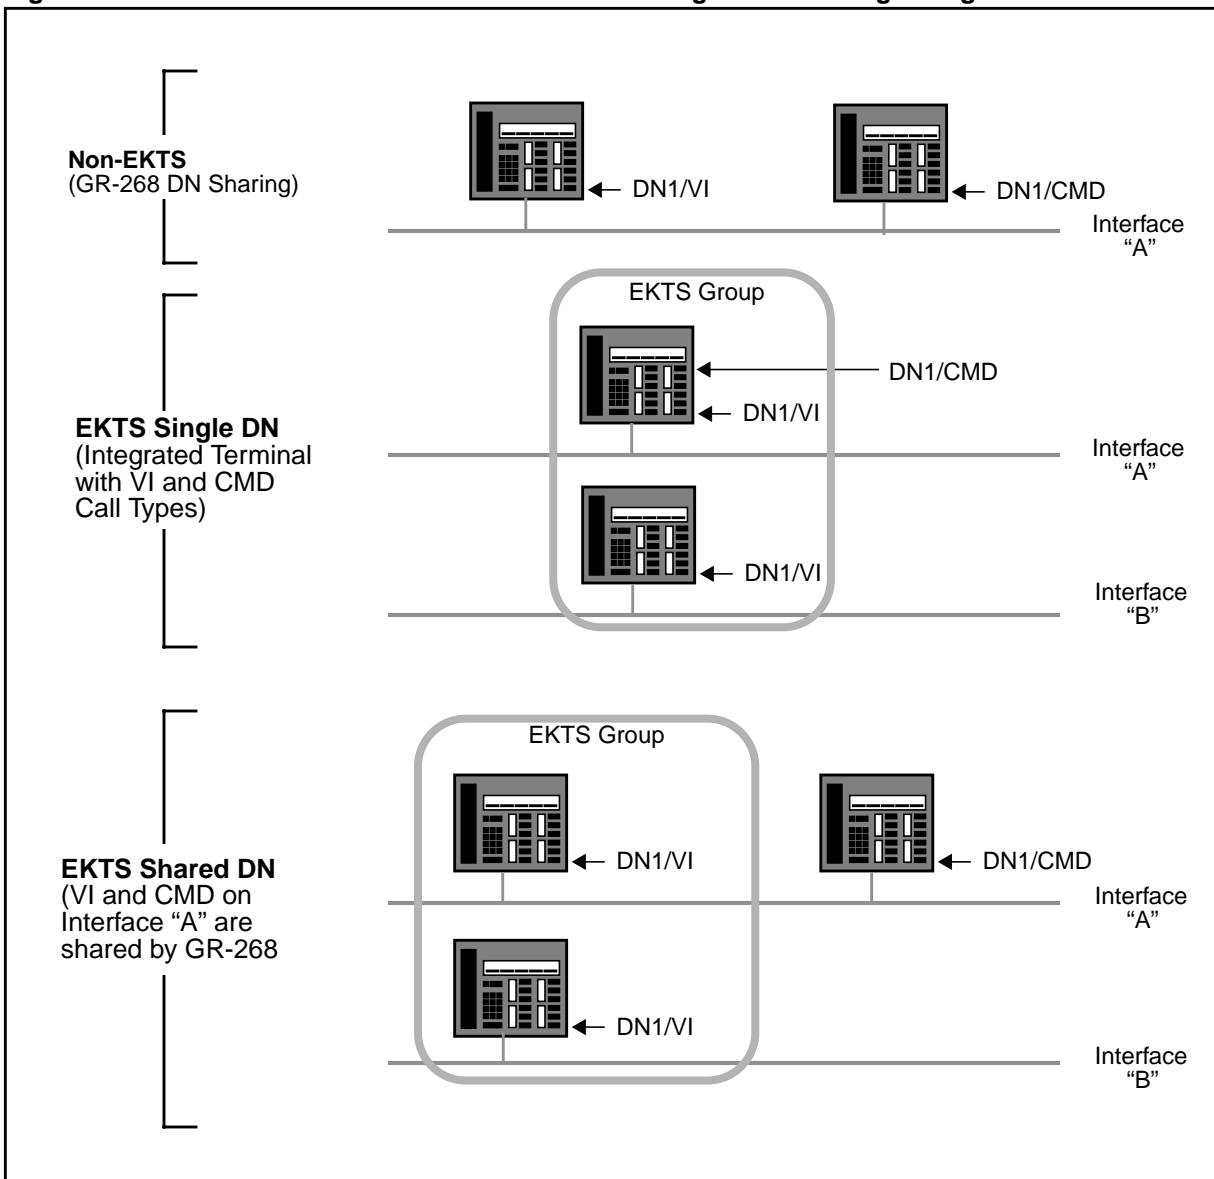 Non-EKTS
(GR-268 DN Sharing)
DN1/VI
DN1/CMD
Interface
“A”
EKTS Group
DN1/CMD
DN1/VI
EKTS Single DN
(Integrated Terminal
with VI and CMD
Call Types)
Interface
“A”
DN1/VI
Interface
“B”
EKTS Group
DN1/VI
DN1/CMD
EKTS Shared DN
(VI and CMD on
Interface “A” are
shared by GR-268
Interface
“A”
DN1/VI
Interface
“B”